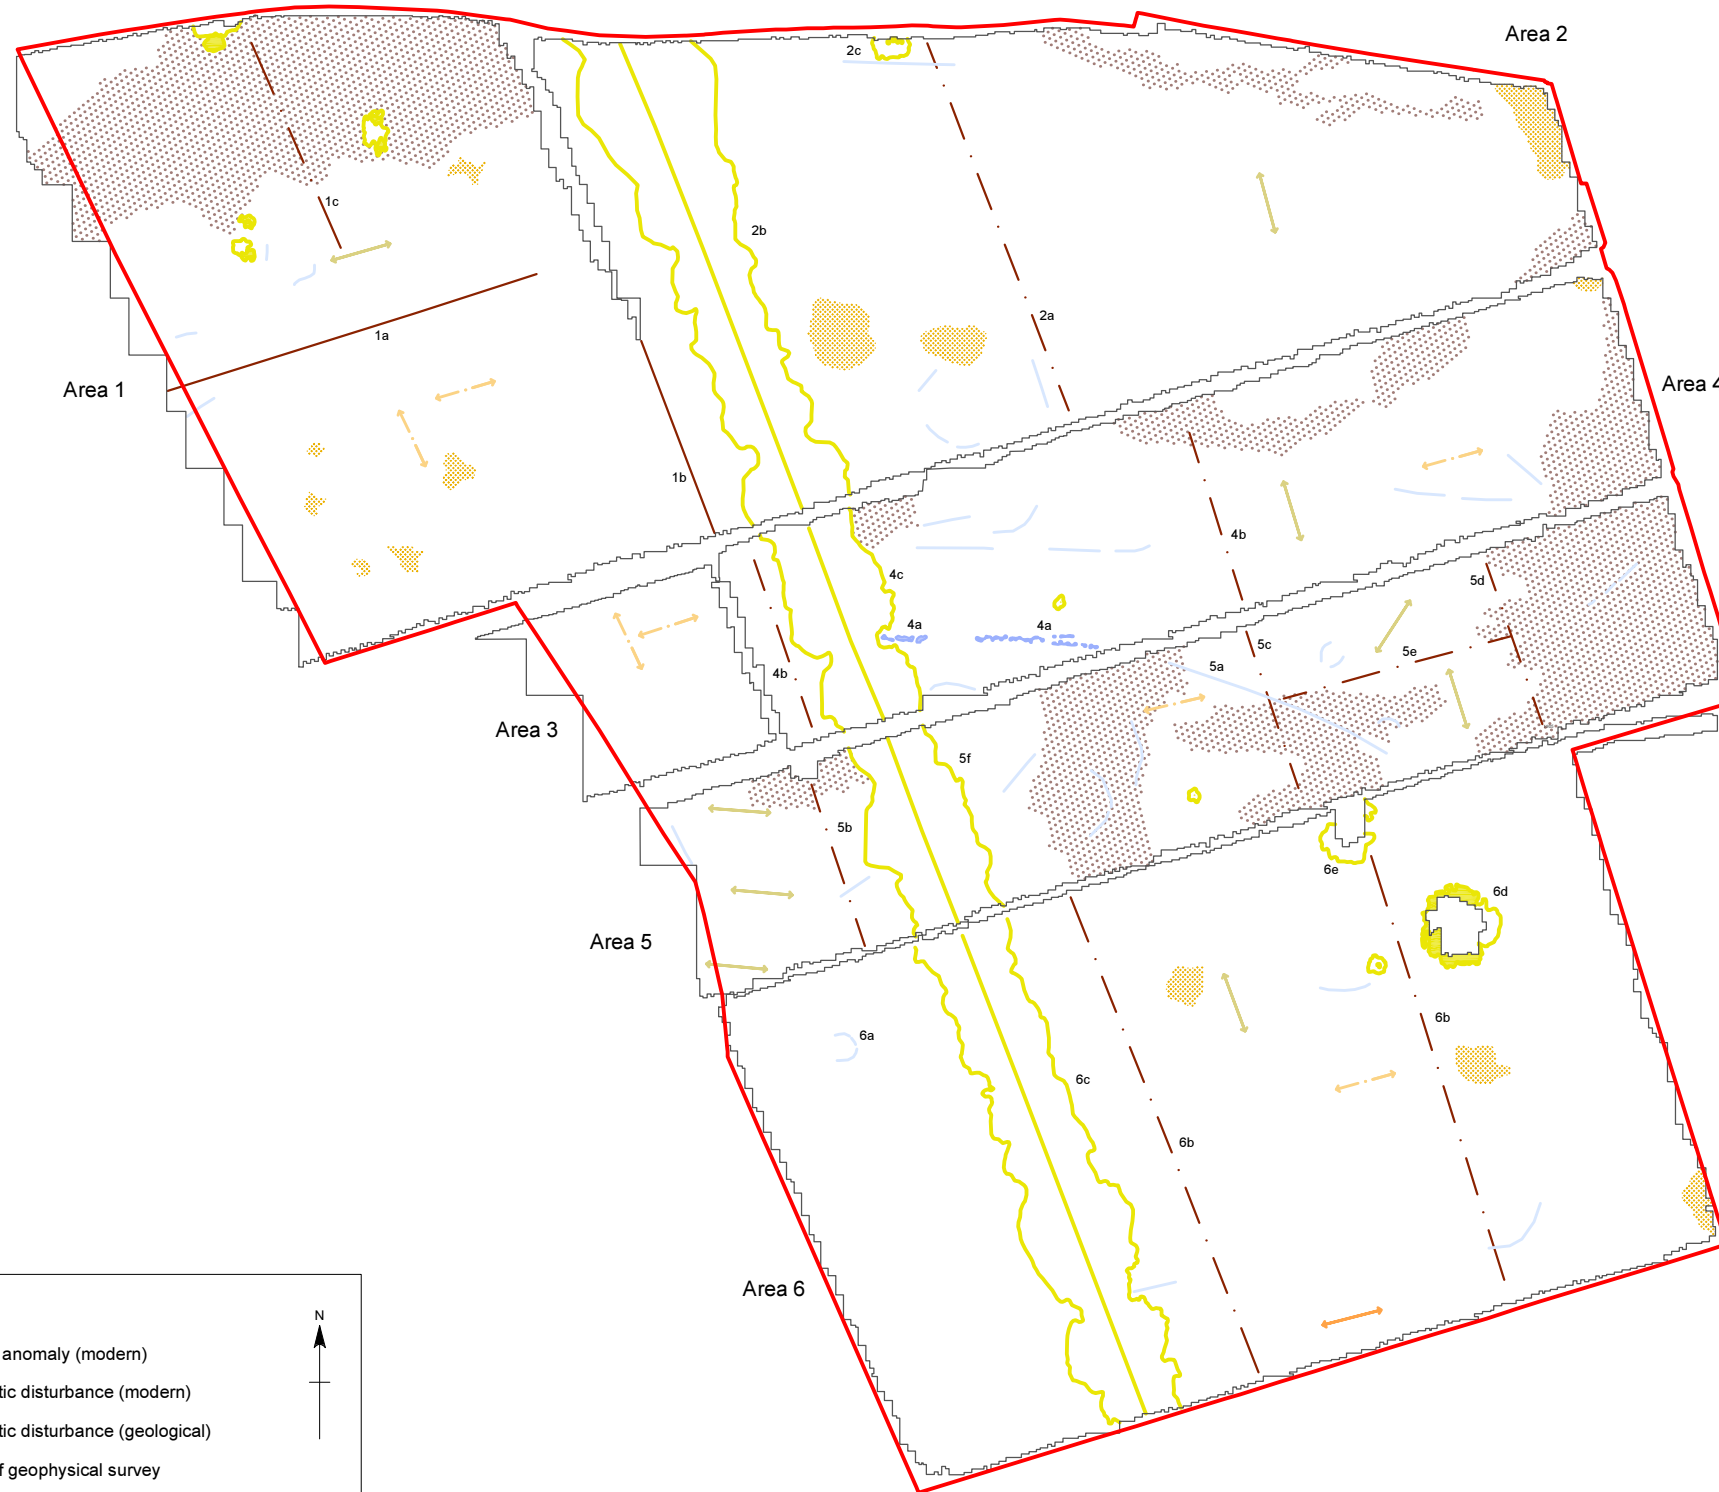 Area 2
2c
1c
2b
2a
1a
Area 1
Area 4
1b
4b
4c
5d
4a
4a
5c
5e
5a
4b
Area 3
5f
5b
6e
6d
Area 5
6b
6a
6c
6b
Area 6
N
anomaly (modern)
tic disturbance (modern)
tic disturbance (geological)
f geophysical survey